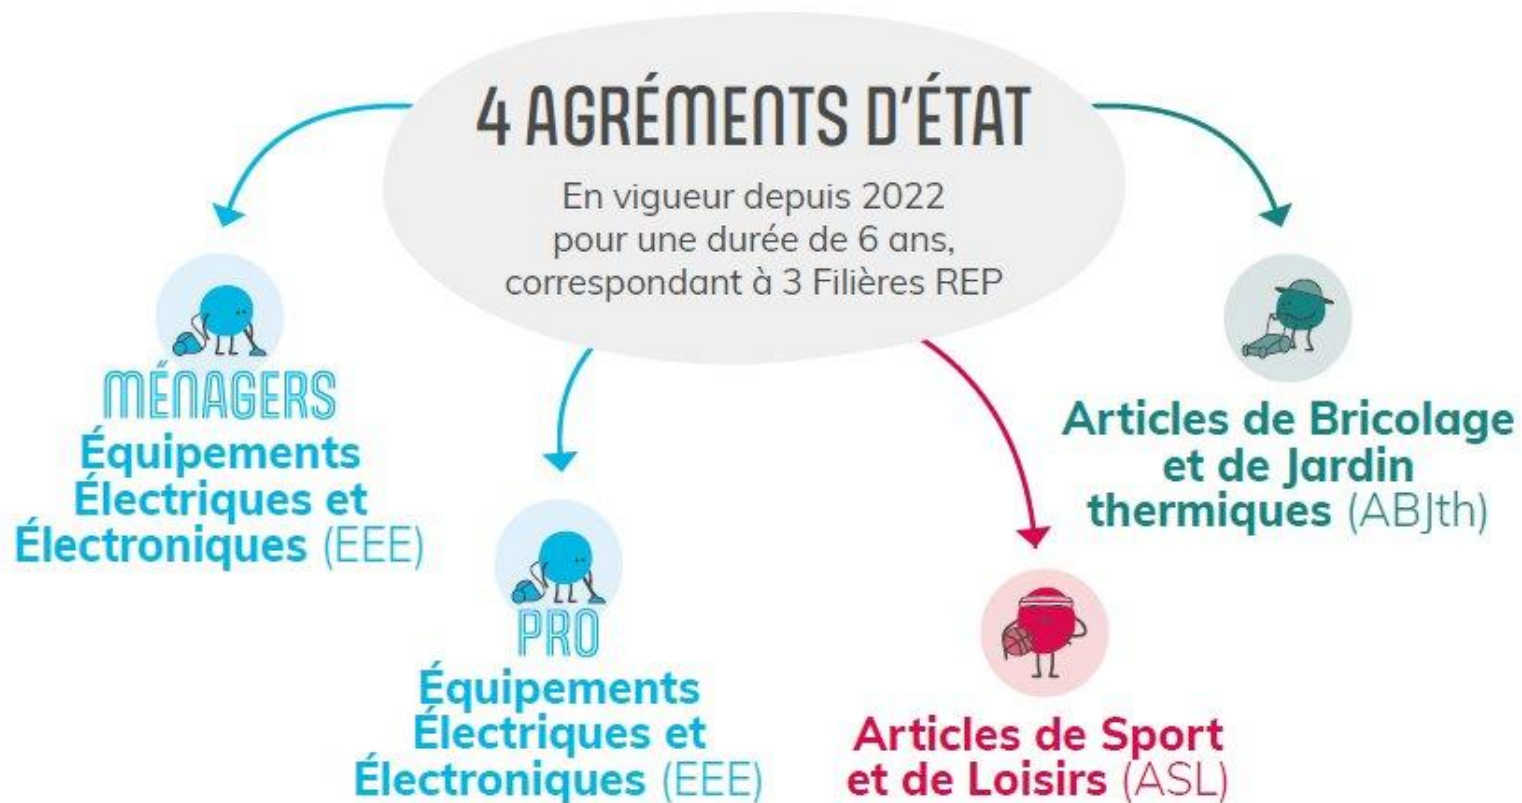 4 AGRÉMENTS D'ÉTAT
En vigueur depuis 2022
pour une durée de 6 ans,
correspondant à 3 Filières REP
MÉNAGERS
Équipements
Électriques et
Électroniques (EEE)
PRO
Équipements
Électriques et
Électroniques (EEE)
Articles de Sport
et de Loisirs (ASL)
Articles de Bricolage
et de Jardin
thermiques (ABJth)